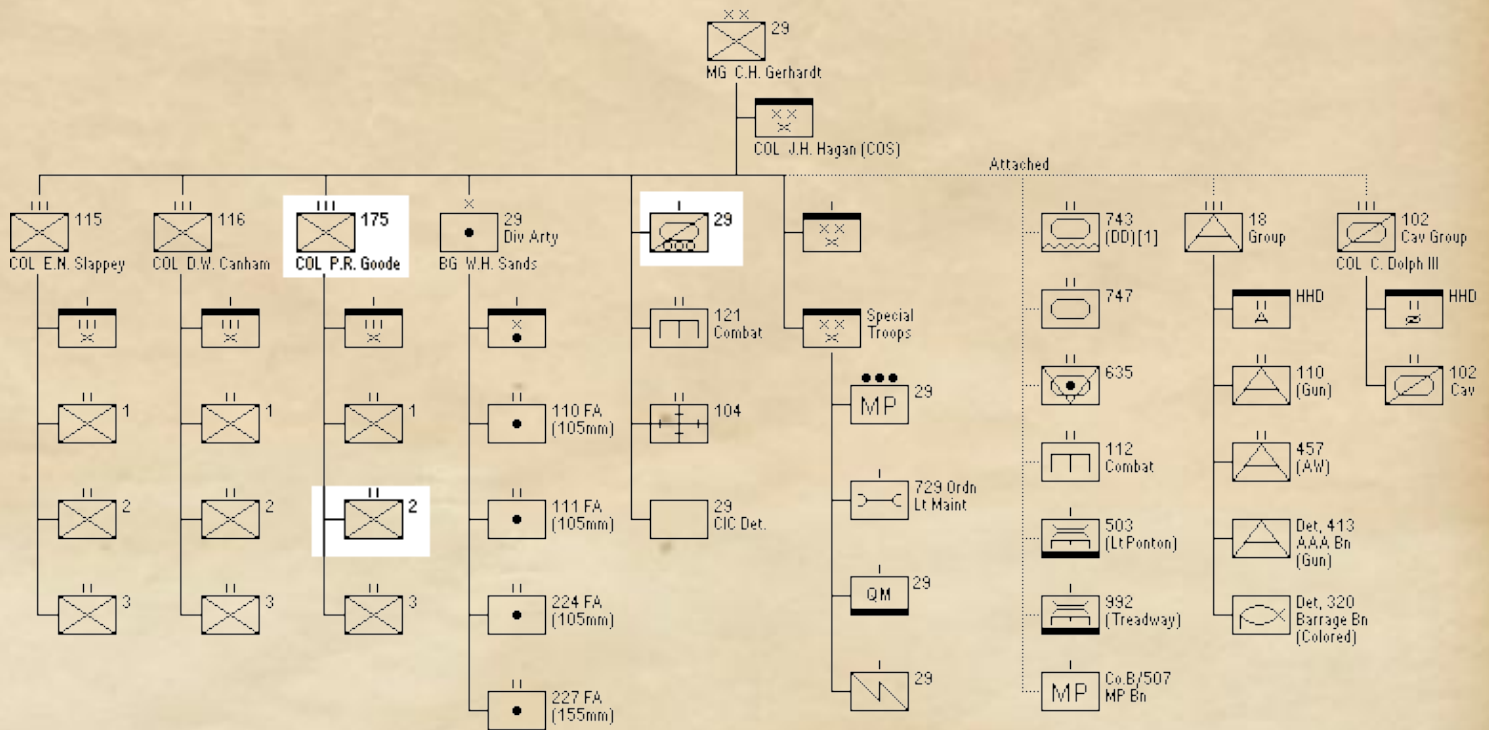 29
MG C.H. Gerhardt
COL J.H. Hagan (COS)
Attached
115
COL E.N. Slappey
116
COL D.W. Canham
175
COL P.R. Goode
29
Div Arty
BG W.H. Sands
29
743
(DD)[1]
18
Group
102
Cav Group
COL C. Dolph III
1
2
3
1
2
3
1
2
3
110 FA
(105mm)
111 FA
(105mm)
224 FA
(105mm)
227 FA
(155mm)
121
Combat
104
29
CIC Det.
Special
Troops
MP
29
729 Ordn
Lt Maint
QM
29
29
747
635
112
Combat
503
(Lt Ponton)
992
(Treadway)
MP
Co.B/507
MP Bn
HHD
110
(Gun)
457
(AW)
Det, 413
AAA Bn
(Gun)
Det, 320
Barrage Bn
(Colored)
HHD
102
Cav